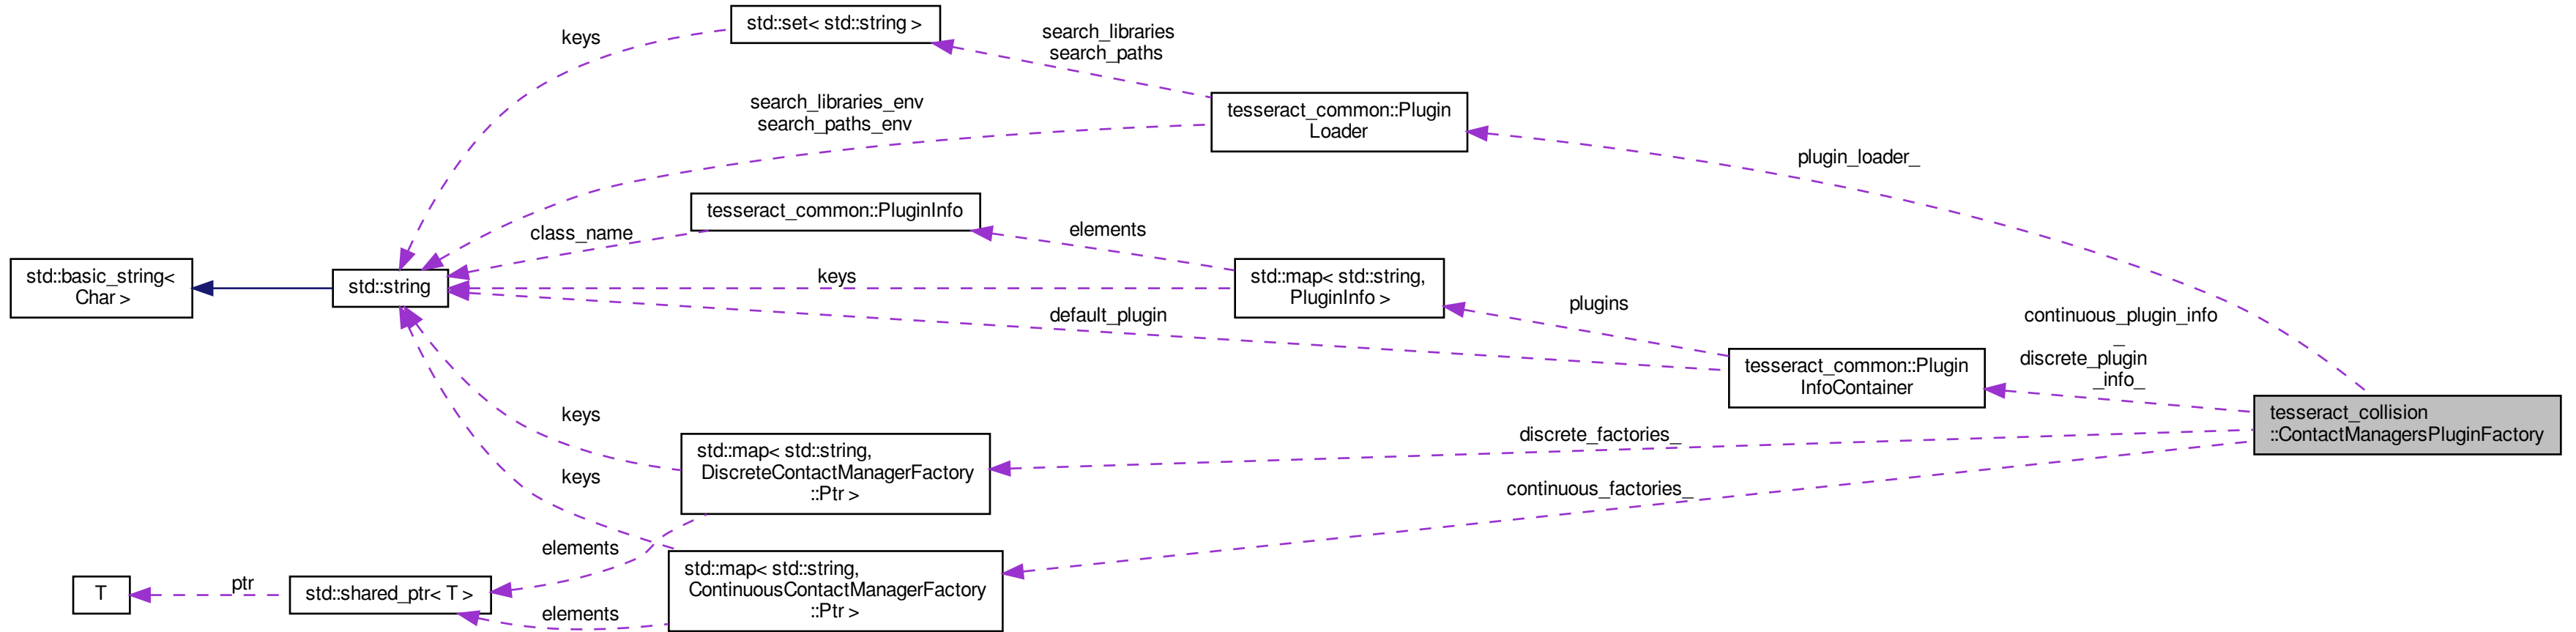 std::set< std::string >
keys
search_libraries
search_paths
search_libraries_env
search_paths_env
tesseract_common::Plugin
Loader
plugin_loader_
tesseract_common::PluginInfo
class_name
elements
std::basic_string<
Char >
std::string
keys
std::map< std::string,
PluginInfo >
default_plugin
plugins
continuous_plugin_info
_
discrete_plugin
_info_
tesseract_common::Plugin
InfoContainer
tesseract_collision
::ContactManagersPluginFactory
keys
std::map< std::string,
DiscreteContactManagerFactory
::Ptr >
discrete_factories_
keys
continuous_factories_
elements
std::map< std::string,
ContinuousContactManagerFactory
::Ptr >
T
ptr
std::shared_ptr< T >
elements